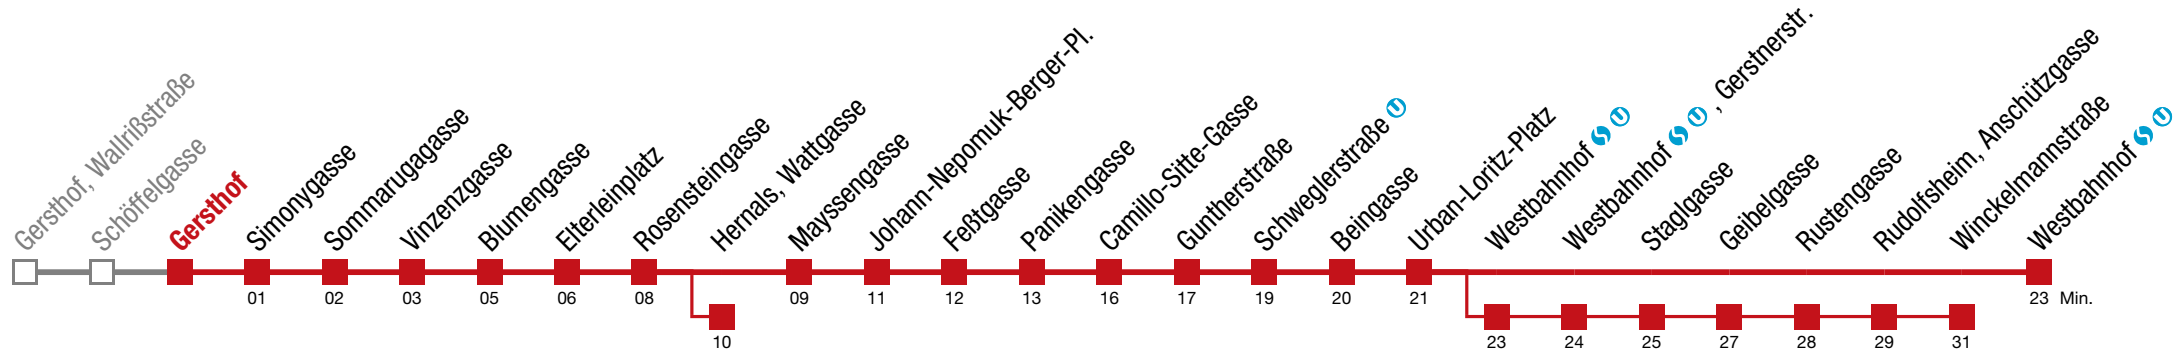 Gersthof, Wallrißstraße
Schöffelgasse
Gersthof
Simonygasse
Sommarugagasse
Vinzenzgasse
Blumengasse
Elterleinplatz
Rosensteingasse
Hernals, Wattgasse
Mayssengasse
Johann-Nepomuk-Berger-Pl.
Feßtgasse
Panikengasse
Camillo-Sitte-Gasse
Guntherstraße
Schweglerstraße U
Beingasse
Urban-Loritz-Platz
Westbahnhof S U
Westbahnhof S U , Gerstnerstr.
Staglgasse
Geibelgasse
Rustengasse
Rudolfsheim, Anschützgasse
Winckelmannstraße
Westbahnhof S U
01 02 03 05 06 08 09 11 12 13 16 17 19 20 21 23 Min.
10 23 24 25 27 28 29 31